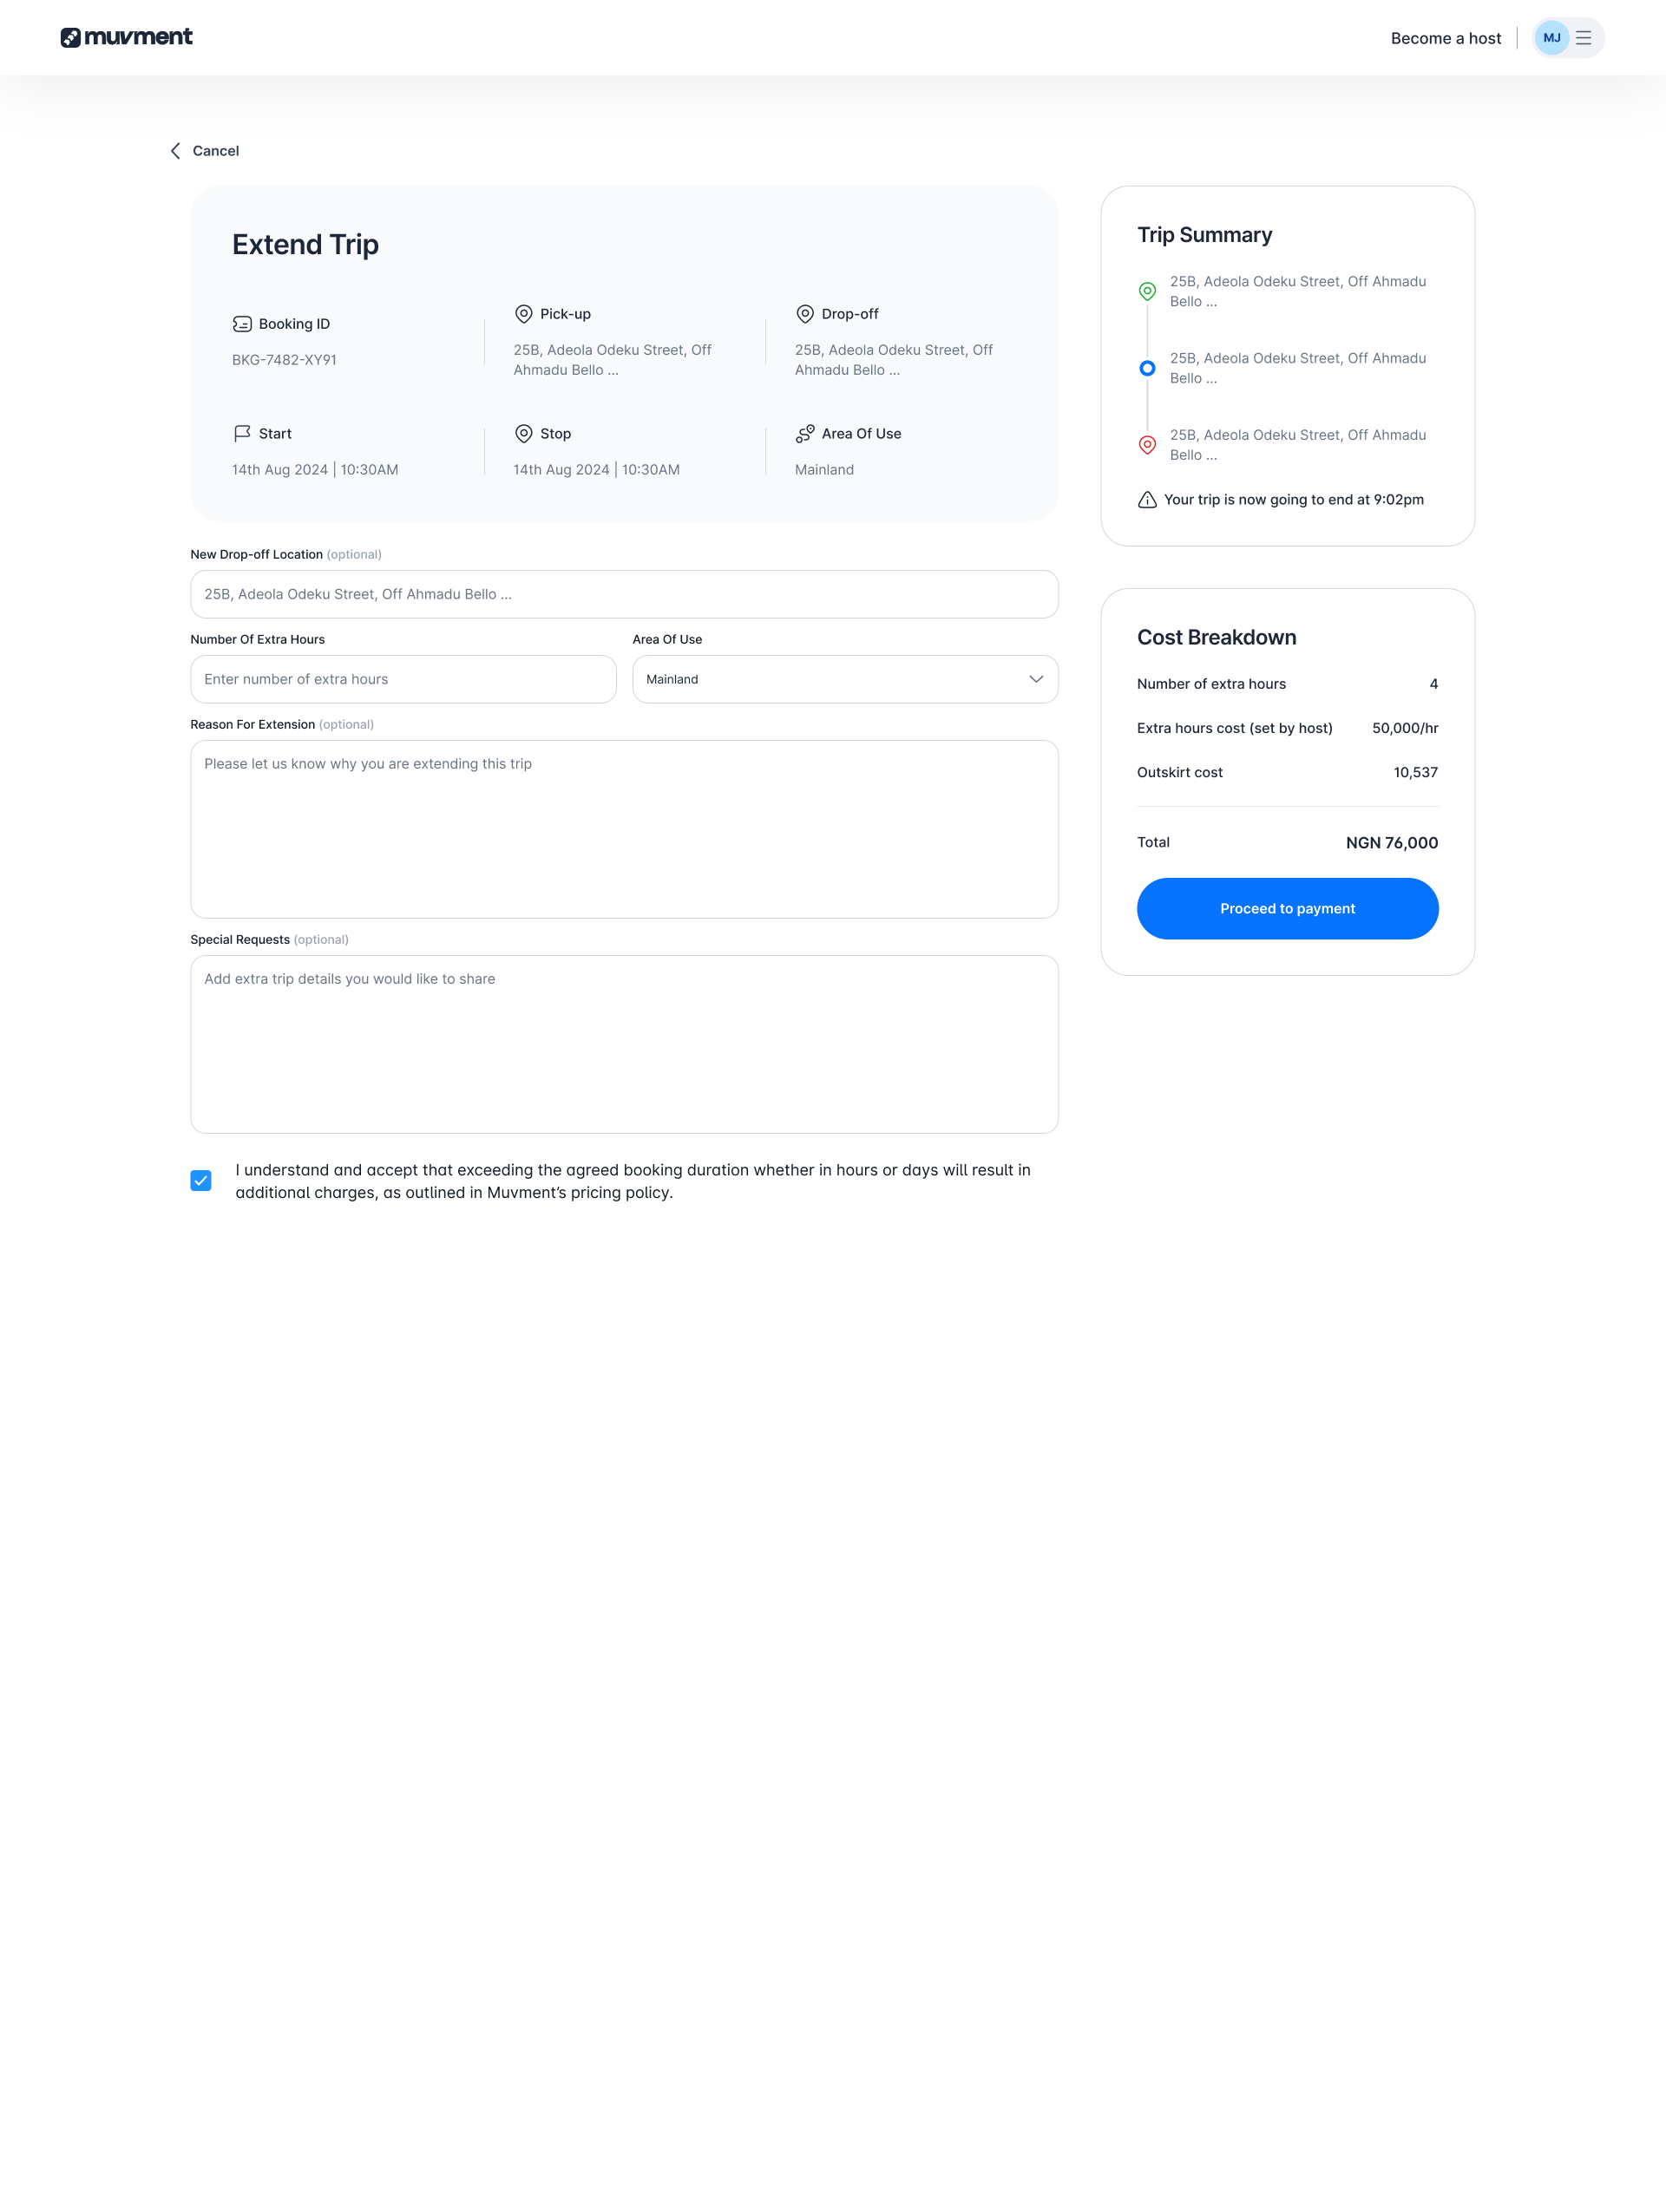 muvment
Become a host
MJ
Cancel
Extend Trip
Booking ID
BKG-7482-XY91
Pick-up
25B, Adeola Odeku Street, Off
Ahmadu Bello ...
Drop-off
25B, Adeola Odeku Street, Off
Ahmadu Bello ...
Start
14th Aug 2024 | 10:30AM
Stop
14th Aug 2024 | 10:30AM
Area Of Use
Mainland
New Drop-off Location (optional)
25B, Adeola Odeku Street, Off Ahmadu Bello ...
Number Of Extra Hours
Enter number of extra hours
Area Of Use
Mainland
Reason For Extension (optional)
Please let us know why you are extending this trip
Special Requests (optional)
Add extra trip details you would like to share
I understand and accept that exceeding the agreed booking duration whether in hours or days will result in
additional charges, as outlined in Muvment’s pricing policy.
Trip Summary
25B, Adeola Odeku Street, Off Ahmadu
Bello ...
25B, Adeola Odeku Street, Off Ahmadu
Bello ...
25B, Adeola Odeku Street, Off Ahmadu
Bello ...
Your trip is now going to end at 9:02pm
Cost Breakdown
Number of extra hours 4
Extra hours cost (set by host) 50,000/hr
Outskirt cost 10,537
Total NGN 76,000
Proceed to payment